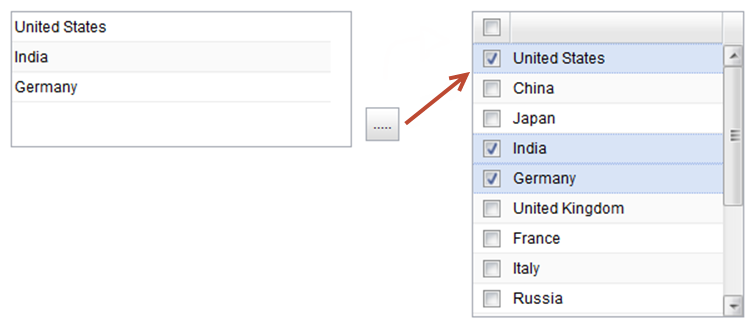 United States
India
Germany
.....
United States
China
Japan
India
Germany
United Kingdom
France
Italy
Russia